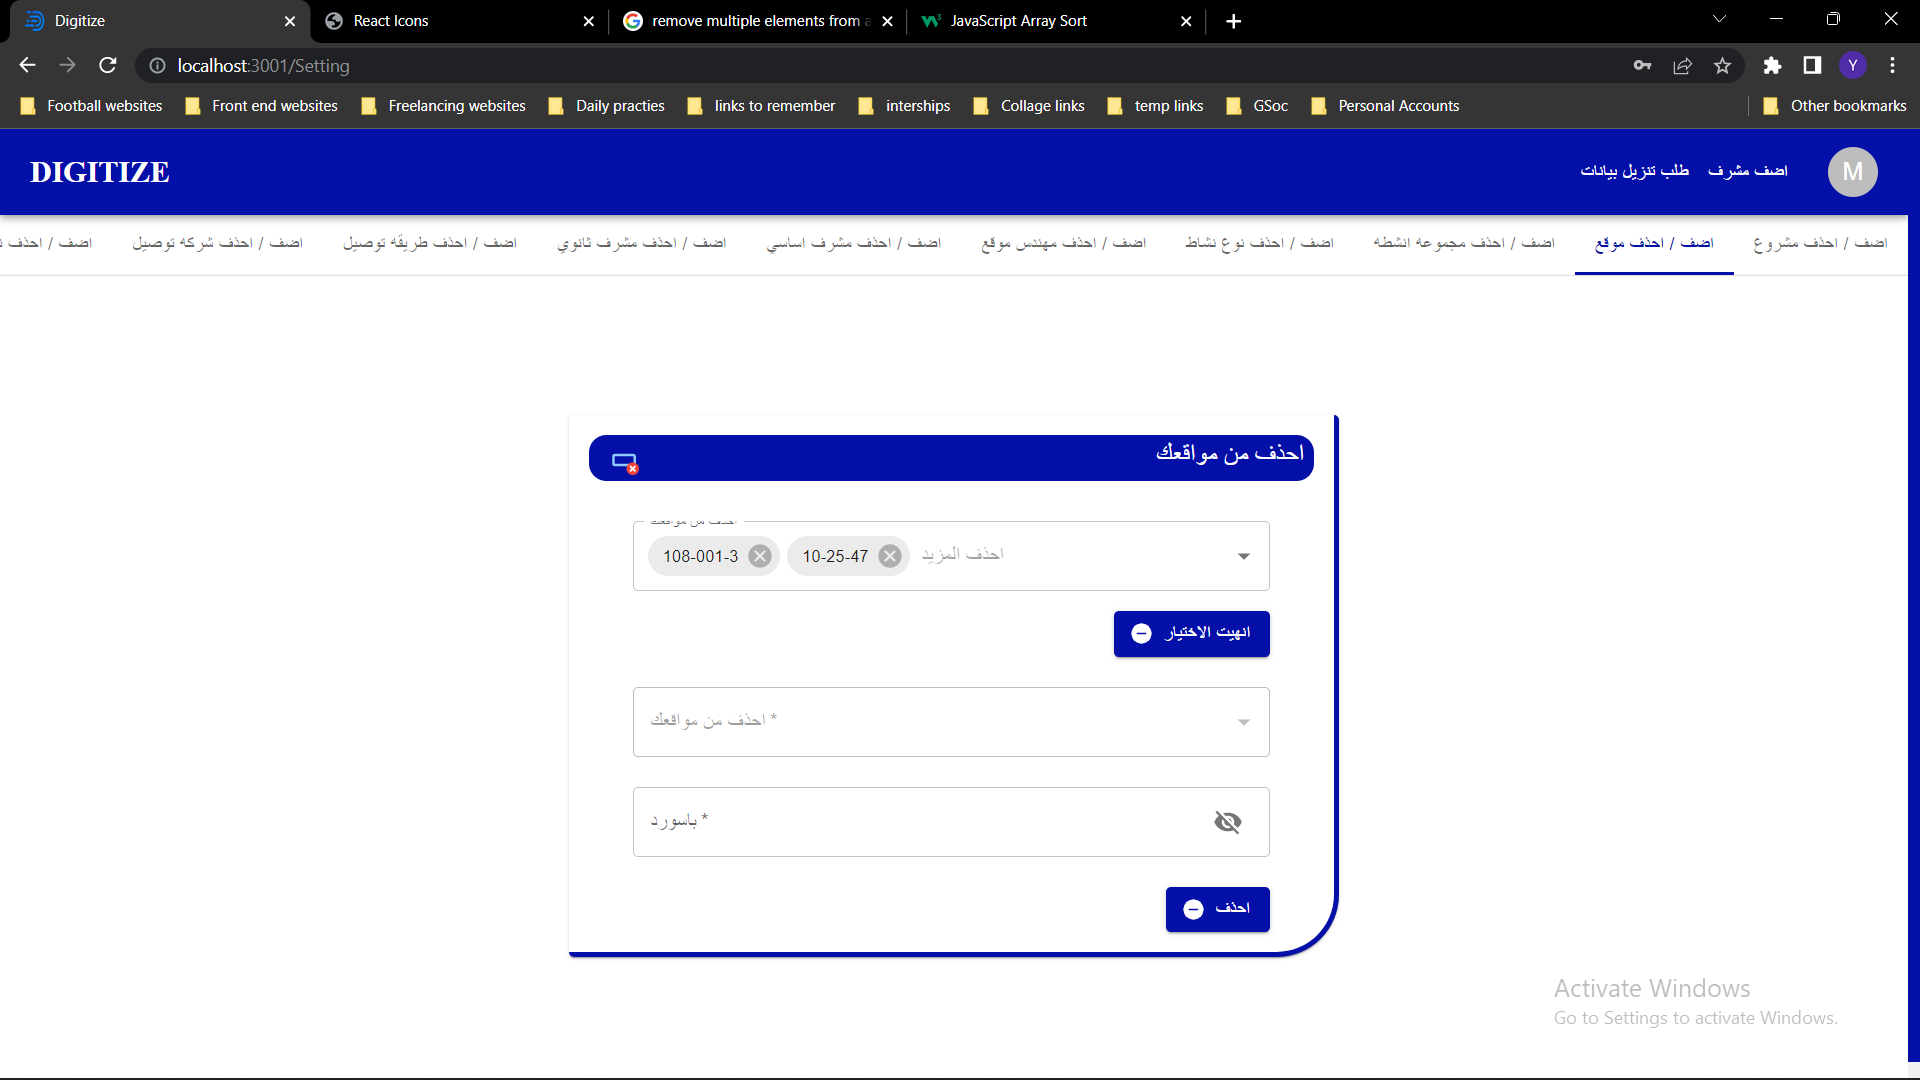 Digitize
React Icons
remove multiple elements from a
JavaScript Array Sort
localhost:3001/Setting
Y
Football websites
Front end websites
Freelancing websites
Daily practies
links to remember
interships
Collage links
temp links
GSoc
Personal Accounts
Other bookmarks
DIGITIZE
اضف مشرف
طلب تنزيل بيانات
M
اضف / احذف مشروع
اضف / احذف موقع
اضف / احذف مجموعه انشطه
اضف / احذف نوع نشاط
اضف / احذف مهندس موقع
اضف / احذف مشرف اساسي
اضف / احذف مشرف ثانوي
اضف / احذف طريقه توصيل
اضف / احذف شركه توصيل
اضف / احذف
احذف من مواقعك
احذف من مواقعك
108-001-3
10-25-47
احذف المزيد
انهيت الاختيار
احذف من مواقعك *
باسورد *
احذف
Activate Windows
Go to Settings to activate Windows.